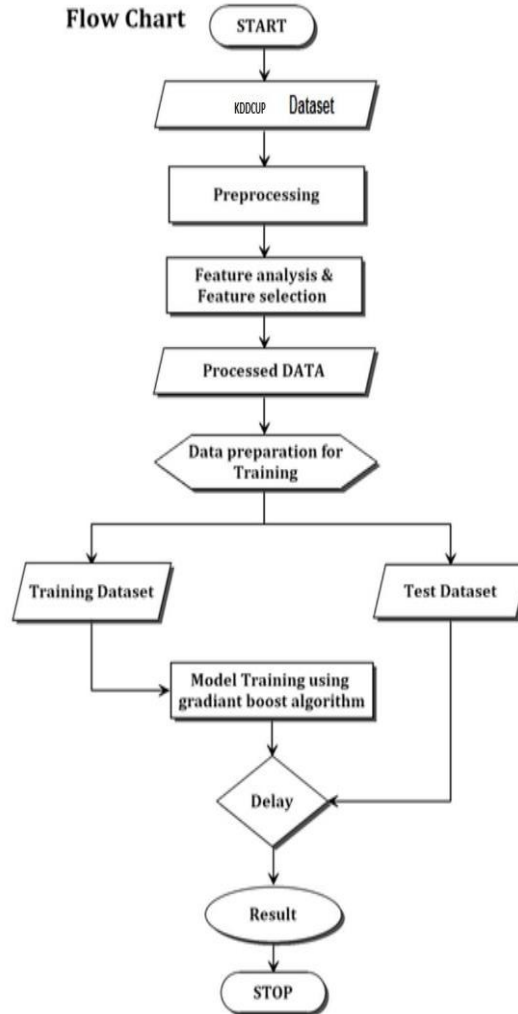 Flow Chart
START
KDDCUP Dataset
Preprocessing
Feature analysis &
Feature selection
Processed DATA
Data preparation for
Training
Training Dataset
Test Dataset
Model Training using
gradiant boost algorithm
Delay
Result
STOP